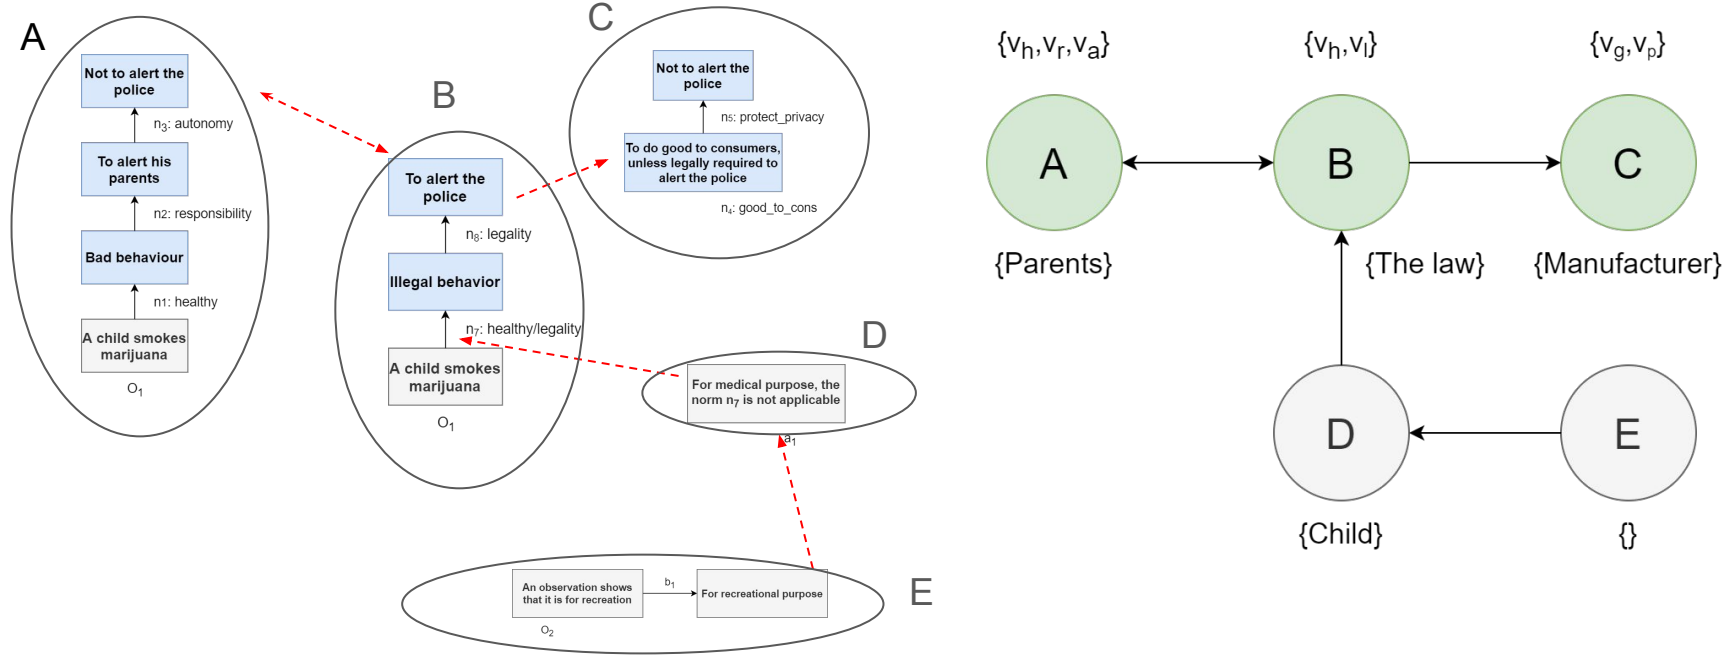 A
Not to alert the
police
n3: autonomy
To alert his
parents
n2: responsibility
Bad behaviour
n1: healthy
A child smokes
marijuana
O1
B
To alert the
police
n8: legality
Illegal behavior
n7: healthy/legality
A child smokes
marijuana
O1
C
Not to alert the
police
n5: protect_privacy
To do good to consumers,
unless legally required to
alert the police
n4: good_to_cons
D
For medical purpose, the
norm n7 is not applicable
a1
E
An observation shows
that it is for recreation
b1
For recreational purpose
O2
{vh,vr,va}
{vh,vl}
{vg,vp}
A
B
C
{Parents}
{The law}
{Manufacturer}
D
E
{Child}
{}